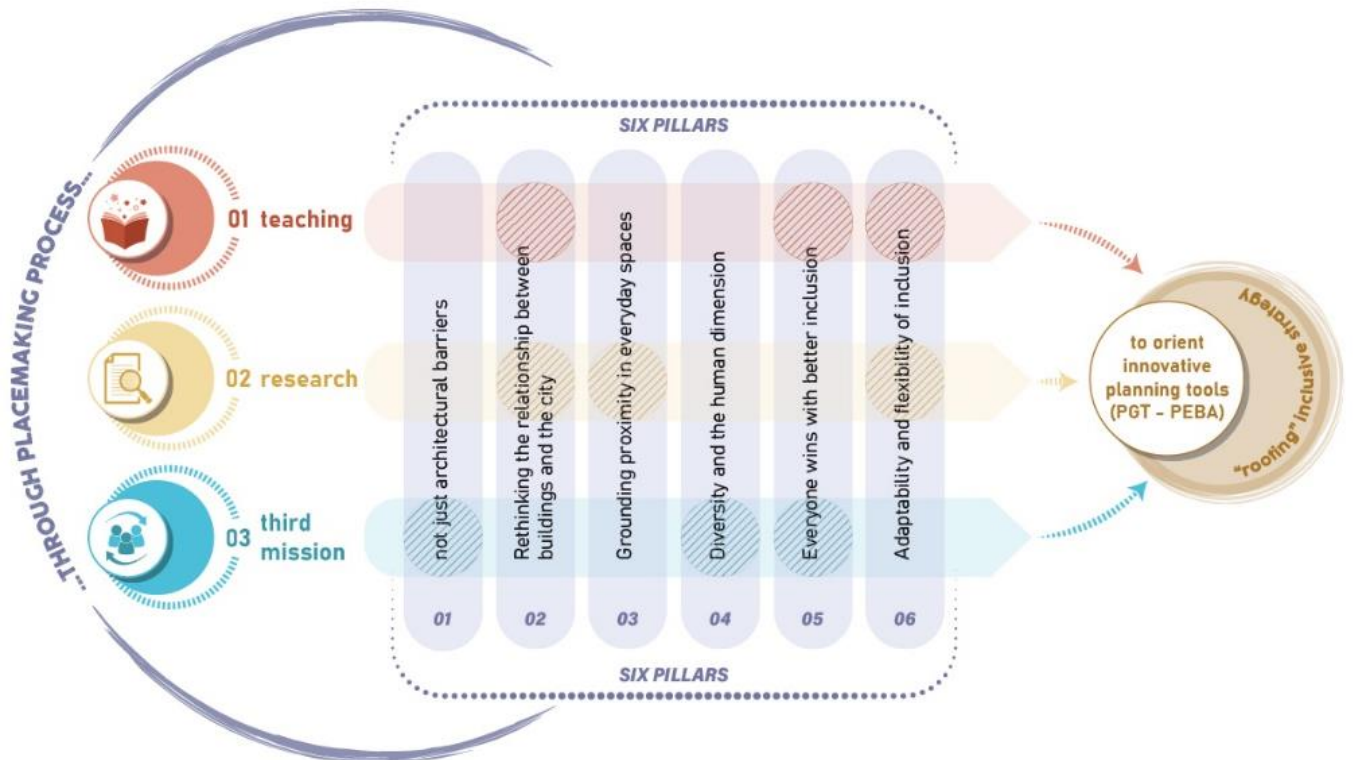 ...THROUGH PLACEMAKING PROCESS...
SIX PILLARS
01 teaching
02 research
03 third
mission
not just architectural barriers
Rethinking the relationship between
buildings and the city
Grounding proximity in everyday spaces
Diversity and the human dimension
Everyone wins with better inclusion
Adaptability and flexibility of inclusion
01
02
03
04
05
06
SIX PILLARS
to orient
innovative
planning tools
(PGT - PEBA)
"rooting" inclusive strategy